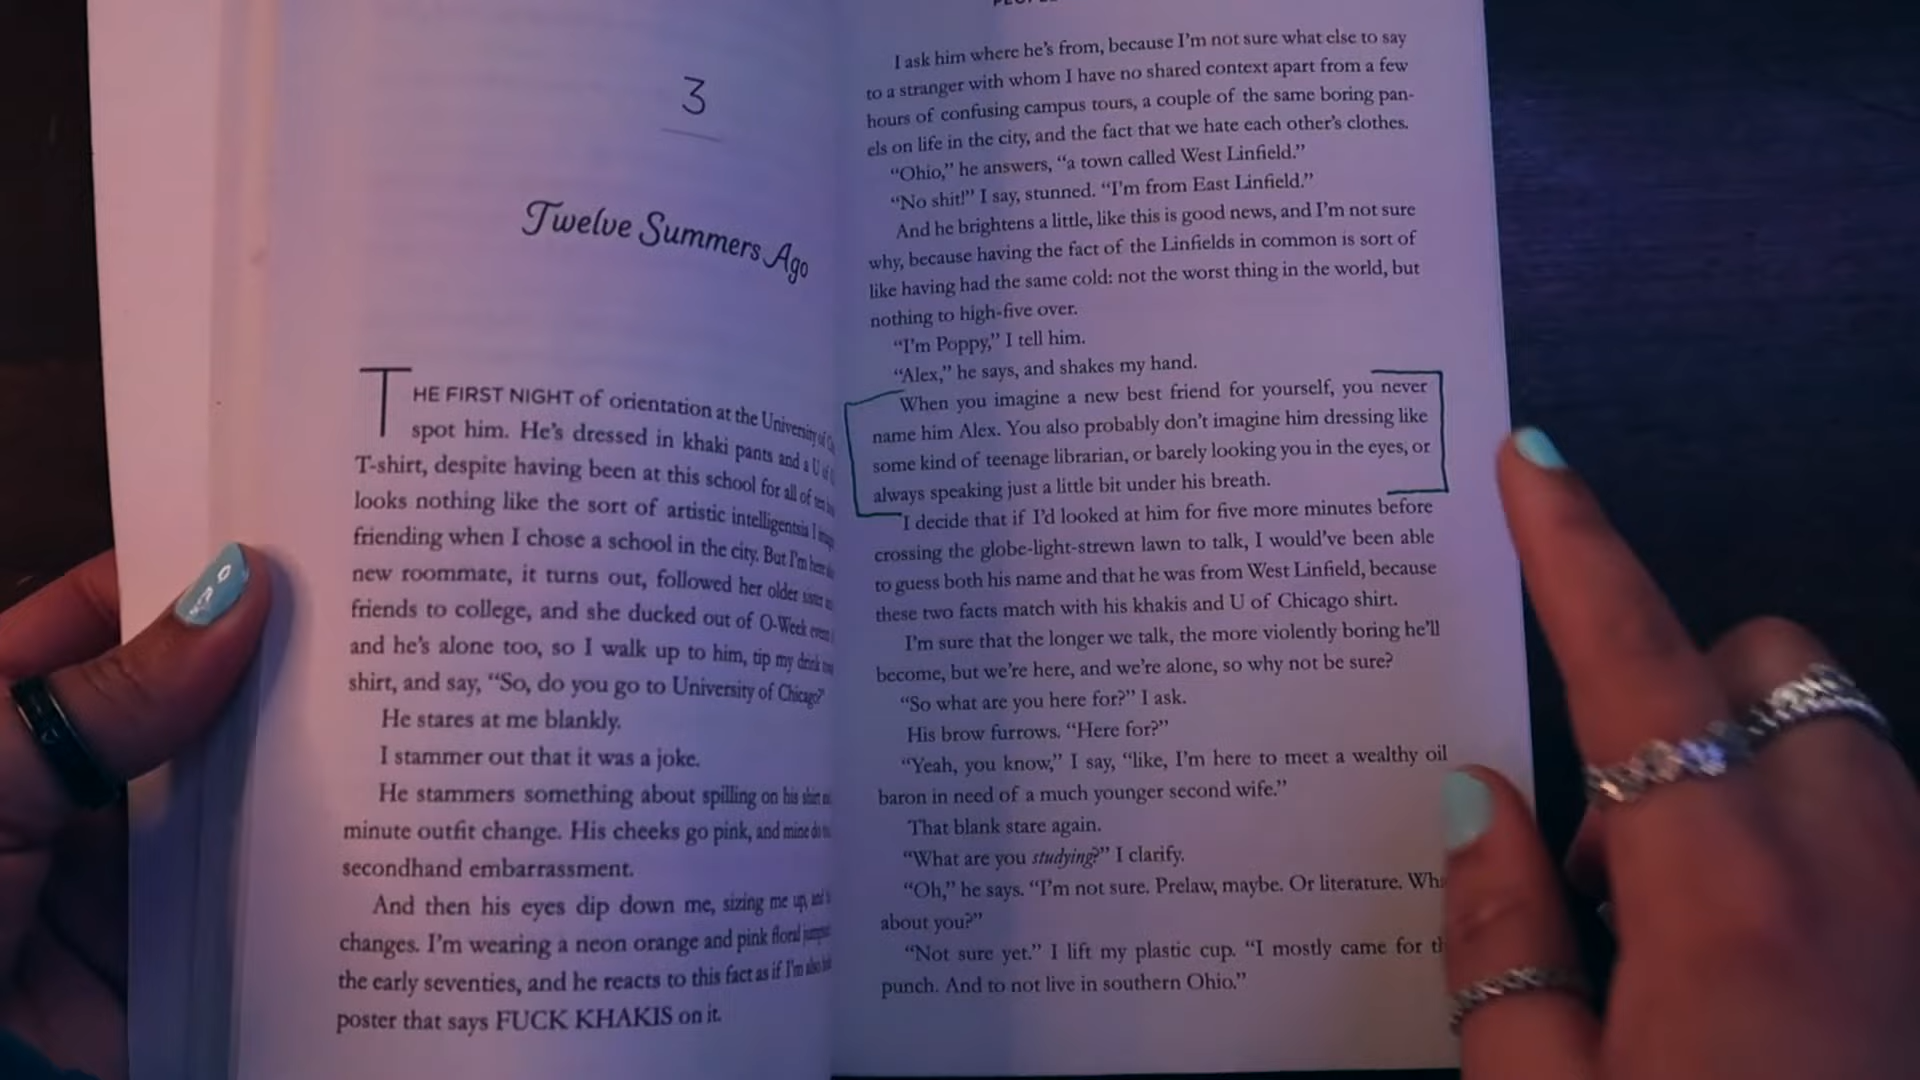 3
Twelve Summers Ago
THE FIRST NIGHT of orientation at the University of
spot him. He's dressed in khaki pants and a U of
T-shirt, despite having been at this school for all of ten
looks nothing like the sort of artistic intelligentsia I
friending when I chose a school in the city. But I'm here
new roommate, it turns out, followed her older sister
friends to college, and she ducked out of O-Week
and he's alone too, so I walk up to him, tip my drink
shirt, and say, “So, do you go to University of Chicago?”
He stares at me blankly.
I stammer out that it was a joke.
He stammers something about spilling on his shirt
minute outfit change. His cheeks go pink, and mine do
secondhand embarrassment.
And then his eyes dip down me, sizing me up, and
changes. I'm wearing a neon orange and pink floral
the early seventies, and he reacts to this fact as if I'm also
poster that says FUCK KHAKIS on it.
I ask him where he's from, because I'm not sure what else to say
to a stranger with whom I have no shared context apart from a few
hours of confusing campus tours, a couple of the same boring pan-
els on life in the city, and the fact that we hate each other's clothes.
“Ohio,” he answers, “a town called West Linfield.”
“No shit!” I say, stunned. “I'm from East Linfield.”
And he brightens a little, like this is good news, and I'm not sure
why, because having the fact of the Linfields in common is sort of
like having had the same cold: not the worst thing in the world, but
nothing to high-five over.
“I'm Poppy,” I tell him.
“Alex,” he says, and shakes my hand.
When you imagine a new best friend for yourself, you never
name him Alex. You also probably don't imagine him dressing like
some kind of teenage librarian, or barely looking you in the eyes, or
always speaking just a little bit under his breath.
I decide that if I'd looked at him for five more minutes before
crossing the globe-light-strewn lawn to talk, I would've been able
to guess both his name and that he was from West Linfield, because
these two facts match with his khakis and U of Chicago shirt.
I'm sure that the longer we talk, the more violently boring he'll
become, but we're here, and we're alone, so why not be sure?
“So what are you here for?” I ask.
His brow furrows. “Here for?”
“Yeah, you know,” I say, “like, I'm here to meet a wealthy oil
baron in need of a much younger second wife.”
That blank stare again.
“What are you studying?” I clarify.
“Oh,” he says. “I'm not sure. Prelaw, maybe. Or literature.
about you?”
“Not sure yet.” I lift my plastic cup. “I mostly came for
punch. And to not live in southern Ohio.”